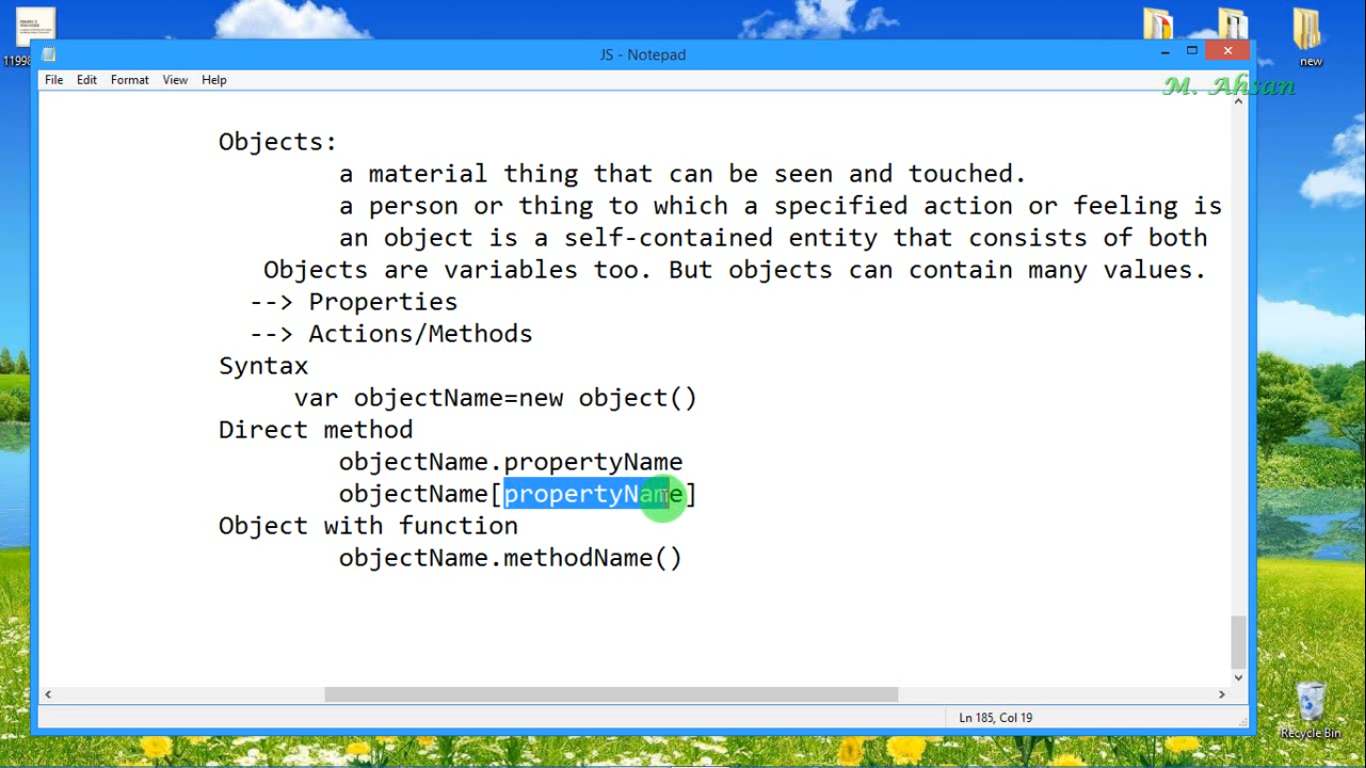 JS - Notepad
new
M. Ahsan
File Edit Format View Help
Objects:
a material thing that can be seen and touched.
a person or thing to which a specified action or feeling is
an object is a self-contained entity that consists of both
Objects are variables too. But objects can contain many values.
--> Properties
--> Actions/Methods
Syntax
var objectName=new object()
Direct method
objectName.propertyName
objectName[propertyName]
Object with function
objectName.methodName()
Ln 185, Col 19
Recycle Bin